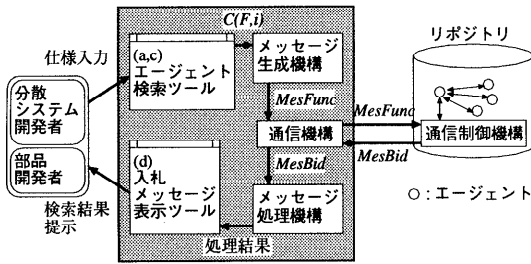 C(F,i)
仕様入力
分散
システム
開発者
部品
開発者
検索結果
提示
(a,c)
エージェント
検索ツール
メッセージ
生成機構
MesFunc
通信機構
MesBid
メッセージ
処理機構
(d)
入札
メッセージ
表示ツール
処理結果
MesFunc
MesBid
リポジトリ
通信制御機構
○:エージェント